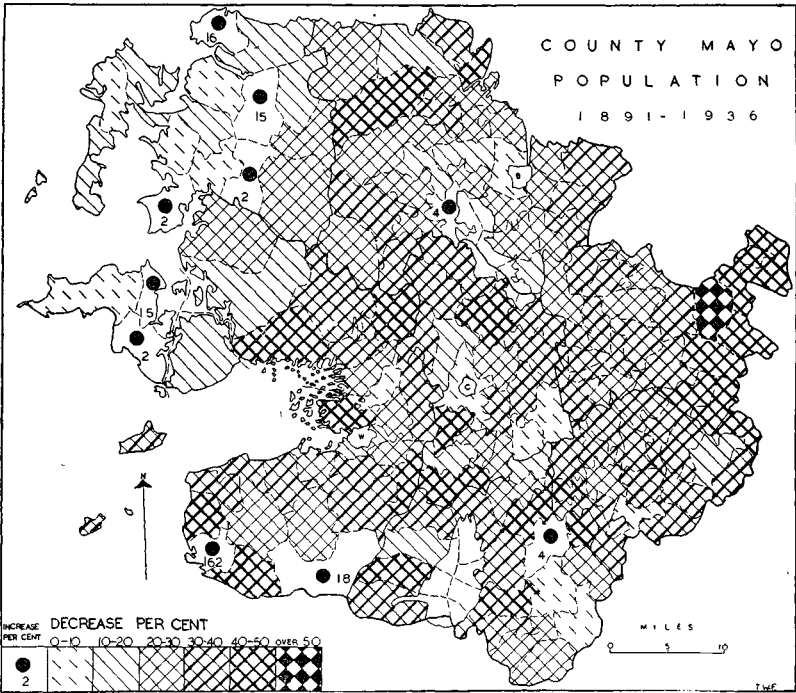 COUNTY MAYO
POPULATION
1891-1936
16
15
2
2
4
B
15
2
C
W
N
162
18
4
INCREASE PER CENT
DECREASE PER CENT
0-10 10-20 20-30 30-40 40-50 OVER 50
2
MILES
0 5 10
T.W.F.